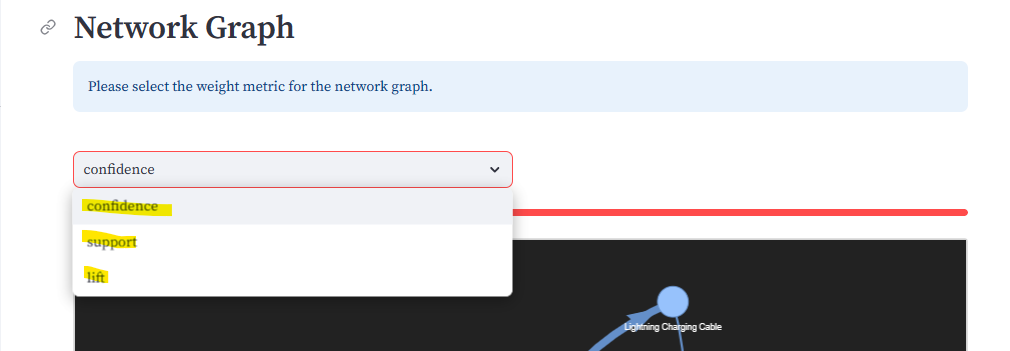 Network Graph
Please select the weight metric for the network graph.
confidence
confidence
support
lift
Lightning Charging Cable